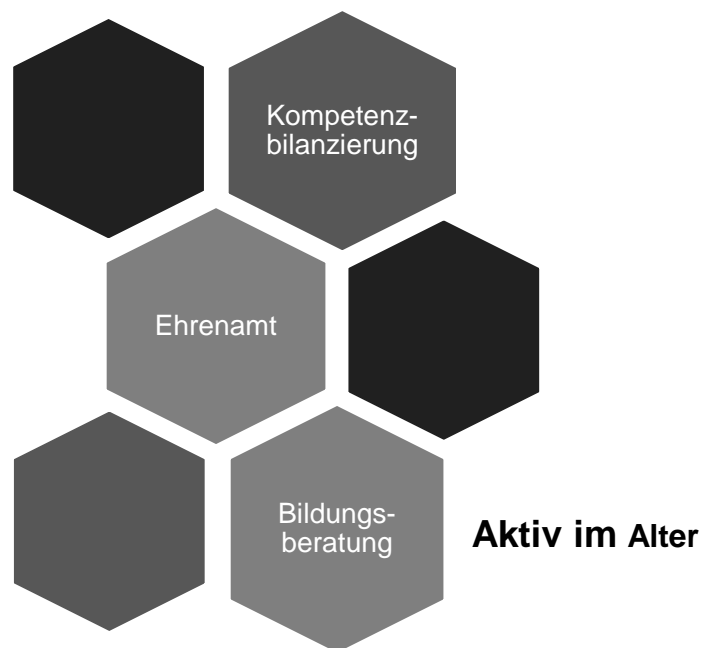 Kompetenz-
bilanzierung
Ehrenamt
Bildungs-
beratung
Aktiv im Alter